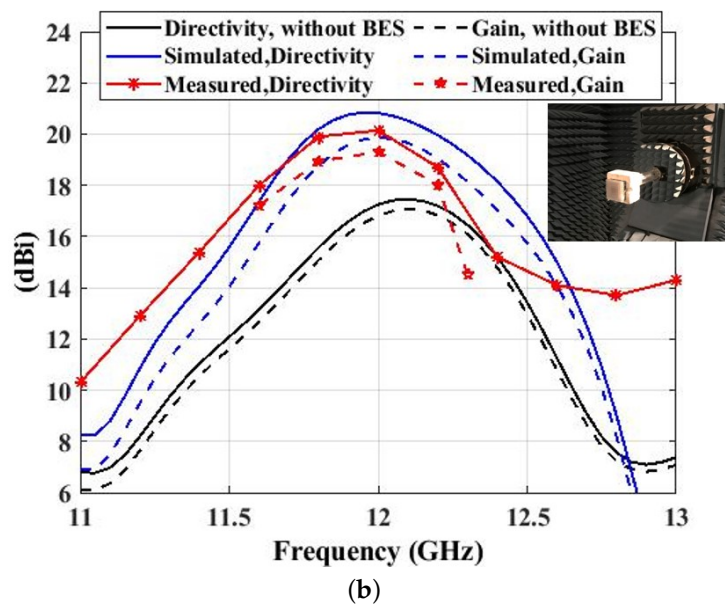 Directivity, without BES
Gain, without BES
Simulated,Directivity
Simulated,Gain
Measured,Directivity
Measured,Gain
24
22
20
18
16
14
12
10
8
6
(dBi)
11
11.5
12
12.5
13
Frequency (GHz)
(b)